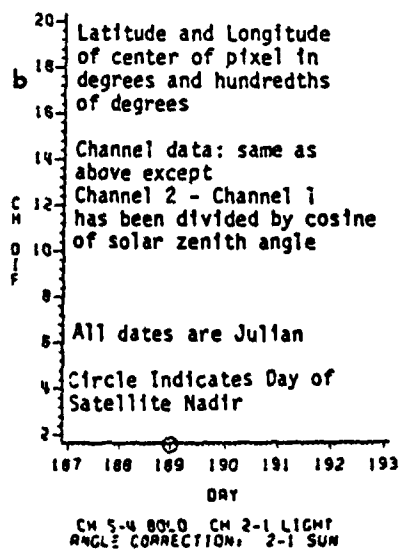 20
Latitude and Longitude
of center of pixel in
b
18
degrees and hundredths
of degrees
16
14
Channel data: same as
above except
CH DIF
12
Channel 2 - Channel 1
has been divided by cosine
10
of solar zenith angle
8
6
All dates are Julian
4
Circle Indicates Day of
Satellite Nadir
2
187 188 189 190 191 192 193
DAY
CH 5-4 BOLD CH 2-1 LIGHT
ANGLE CORRECTION: 2-1 SUN